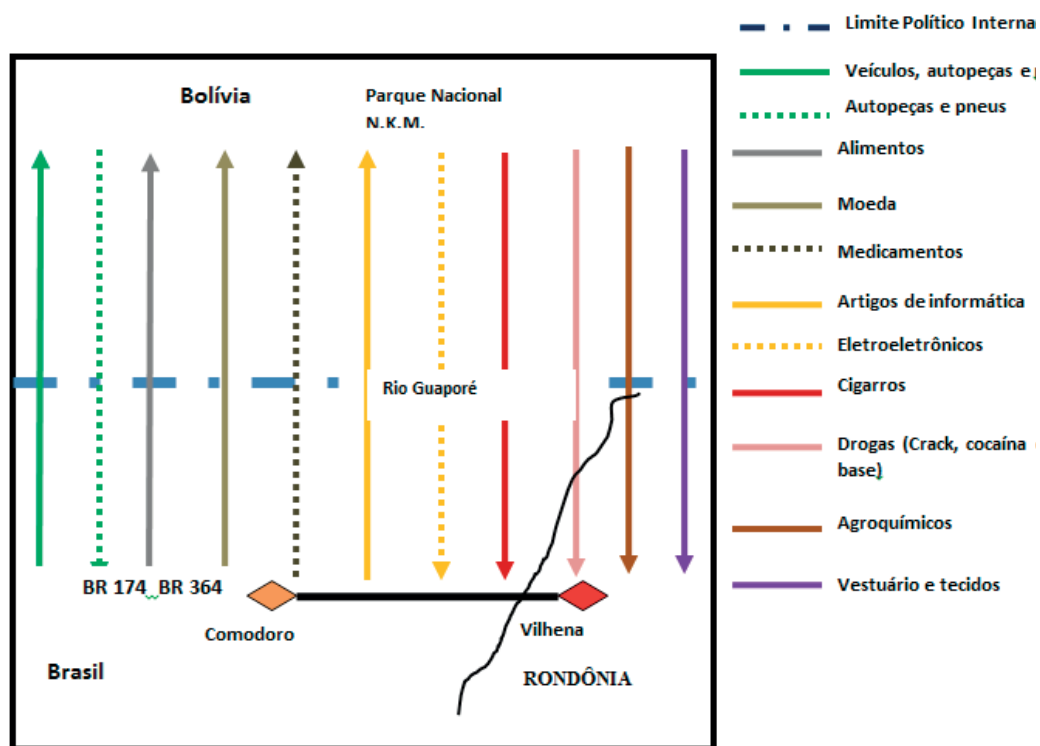 Bolívia
Parque Nacional
N.K.M.
Rio Guaporé
BR 174 BR 364
Comodoro
Vilhena
Brasil
RONDÔNIA
Limite Político Interna
Veículos, autopeças e
Autopeças e pneus
Alimentos
Moeda
Medicamentos
Artigos de informática
Eletroeletrônicos
Cigarros
Drogas (Crack, cocaína
base)
Agroquímicos
Vestuário e tecidos